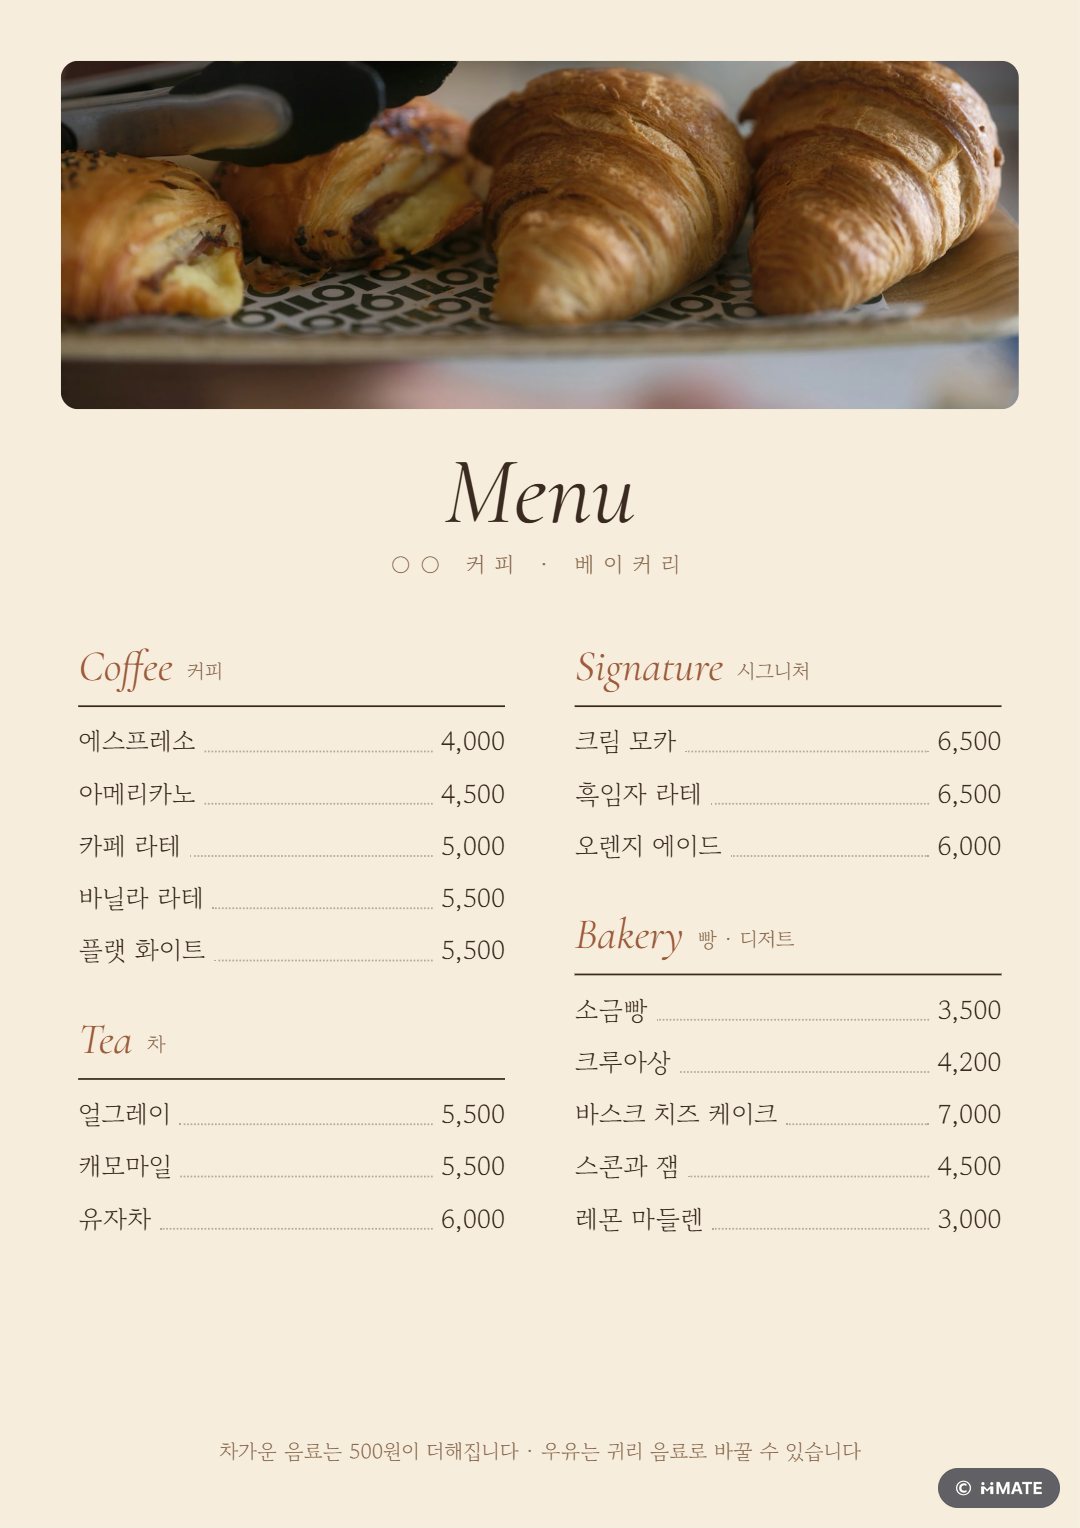 Menu
○○ 커피 · 베이커리
Coffee 커피
에스프레소 4,000
아메리카노 4,500
카페 라테 5,000
바닐라 라테 5,500
플랫 화이트 5,500
Tea 차
얼그레이 5,500
캐모마일 5,500
유자차 6,000
Signature 시그니처
크림 모카 6,500
흑임자 라테 6,500
오렌지 에이드 6,000
Bakery 빵 · 디저트
소금빵 3,500
크루아상 4,200
바스크 치즈 케이크 7,000
스콘과 잼 4,500
레몬 마들렌 3,000
차가운 음료는 500원이 더해집니다 · 우유는 귀리 음료로 바꿀 수 있습니다
© MMATE